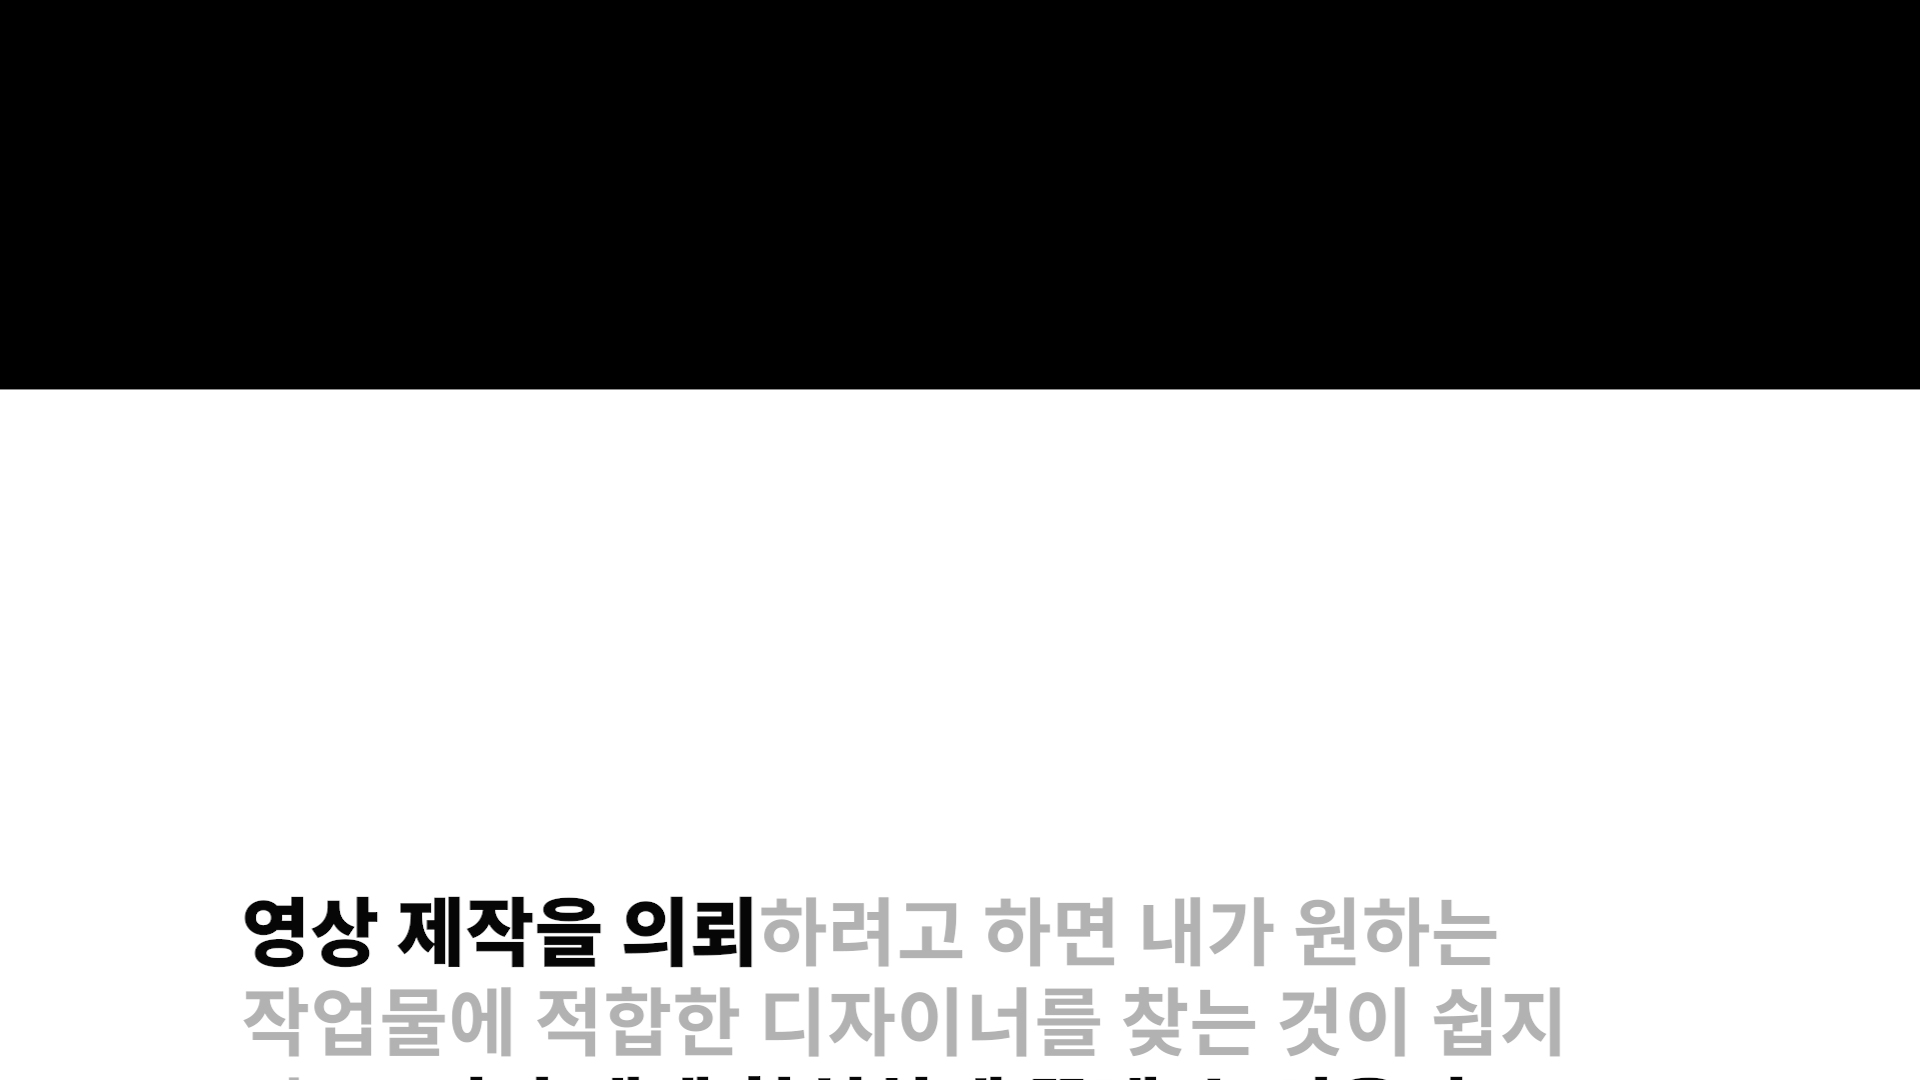 영상 제작을 의뢰하려고 하면 내가 원하는
작업물에 적합한 디자이너를 찾는 것이 쉽지